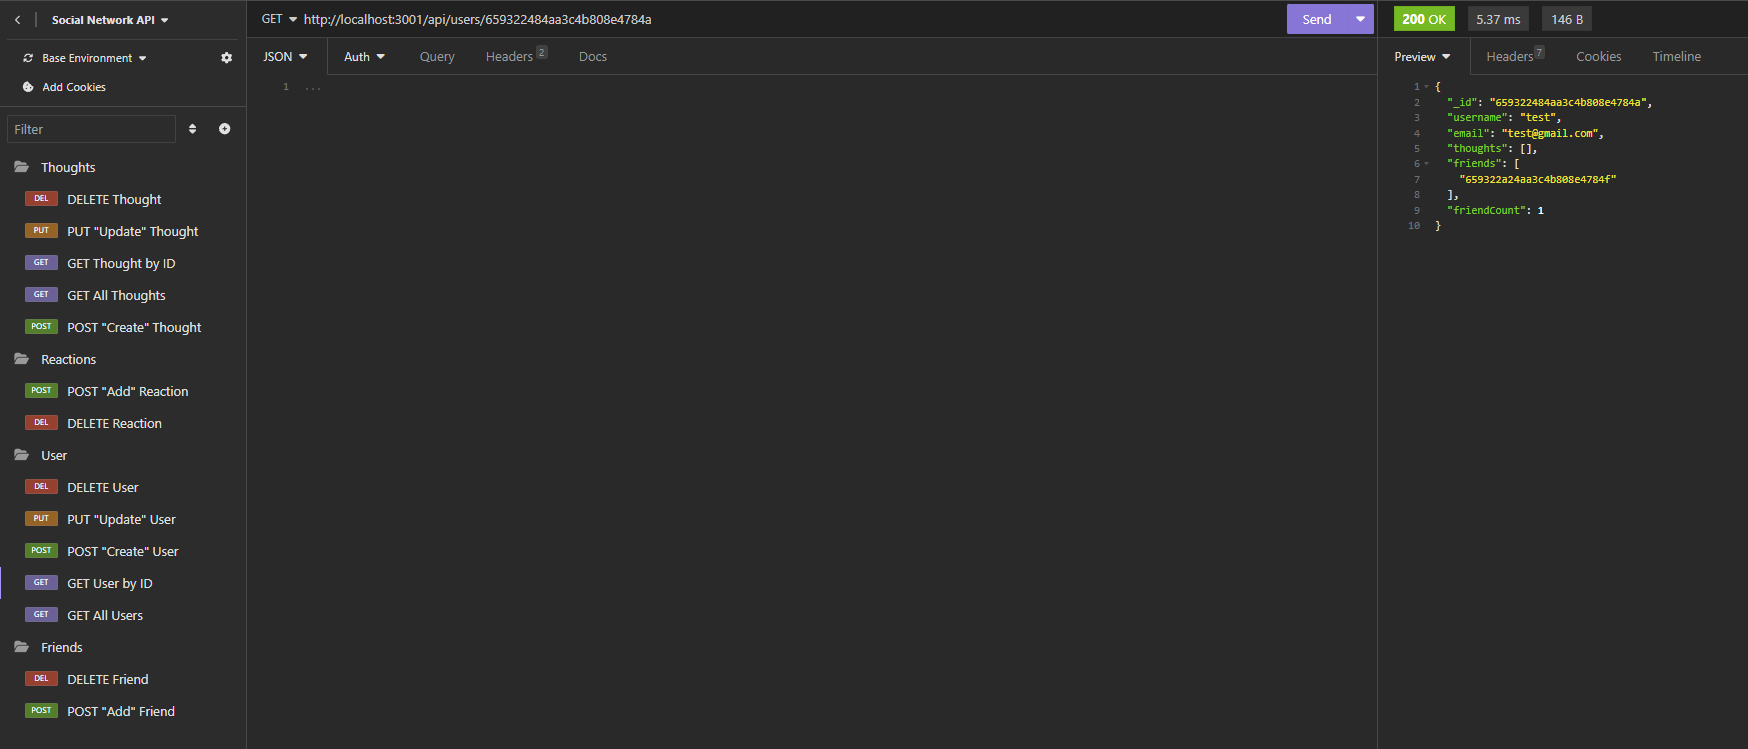 Social Network API
Base Environment
Add Cookies
Filter
Thoughts
DEL DELETE Thought
PUT PUT "Update" Thought
GET GET Thought by ID
GET GET All Thoughts
POST POST "Create" Thought
Reactions
POST POST "Add" Reaction
DEL DELETE Reaction
User
DEL DELETE User
PUT PUT "Update" User
POST POST "Create" User
GET GET User by ID
GET GET All Users
Friends
DEL DELETE Friend
POST POST "Add" Friend
GET http://localhost:3001/api/users/659322484aa3c4b808e4784a Send
JSON Auth Query Headers 2 Docs
1 ...
200 OK 5.37 ms 146 B
Preview Headers 7 Cookies Timeline
1 {
2 "_id": "659322484aa3c4b808e4784a",
3 "username": "test",
4 "email": "test@gmail.com",
5 "thoughts": [],
6 "friends": [
7 "659322a24aa3c4b808e4784f"
8 ],
9 "friendCount": 1
10 }